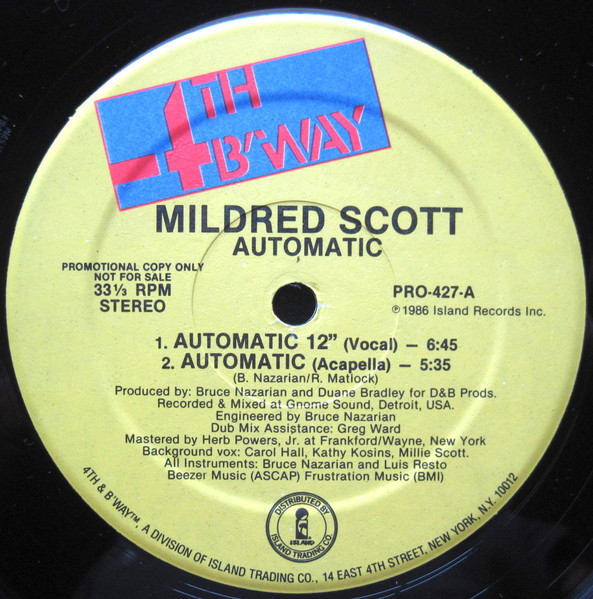 4TH
B'WAY
MILDRED SCOTT
AUTOMATIC
PROMOTIONAL COPY ONLY
NOT FOR SALE
33⅓ RPM
STEREO
PRO-427-A
℗1986 Island Records Inc.
1. AUTOMATIC 12" (Vocal) – 6:45
2. AUTOMATIC (Acapella) – 5:35
(B. Nazarian/R. Matlock)
Produced by: Bruce Nazarian and Duane Bradley for D&B Prods.
Recorded & Mixed at Gnome Sound, Detroit, USA.
Engineered by Bruce Nazarian
Dub Mix Assistance: Greg Ward
Mastered by Herb Powers, Jr. at Frankford/Wayne, New York
Background vox: Carol Hall, Kathy Kosins, Millie Scott.
All Instruments: Bruce Nazarian and Luis Resto
Beezer Music (ASCAP) Frustration Music (BMI)
DISTRIBUTED BY
ISLAND
ISLAND TRADING CO.
4TH & B'WAY™, A DIVISION OF ISLAND TRADING CO., 14 EAST 4TH STREET, NEW YORK, N.Y. 10012